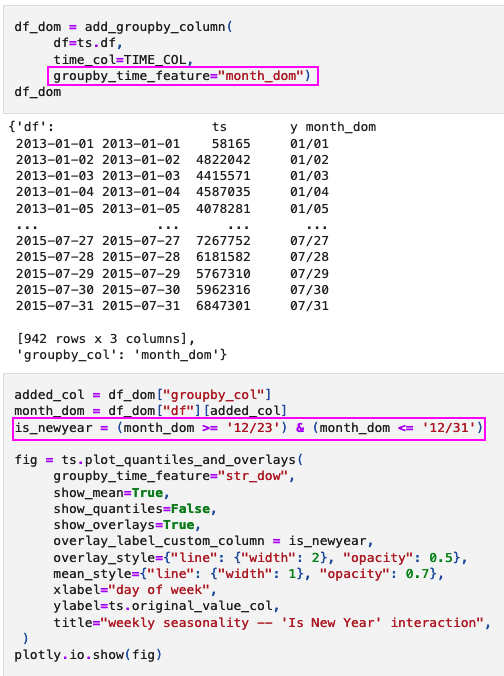 df_dom = add_groupby_column(
df=ts.df,
time_col=TIME_COL,
groupby_time_feature="month_dom")
df_dom
{'df': ts y month_dom
2013-01-01 2013-01-01 58165 01/01
2013-01-02 2013-01-02 4822042 01/02
2013-01-03 2013-01-03 4415571 01/03
2013-01-04 2013-01-04 4587035 01/04
2013-01-05 2013-01-05 4078281 01/05
... ... ... ...
2015-07-27 2015-07-27 7267752 07/27
2015-07-28 2015-07-28 6181582 07/28
2015-07-29 2015-07-29 5767310 07/29
2015-07-30 2015-07-30 5962316 07/30
2015-07-31 2015-07-31 6847301 07/31
[942 rows x 3 columns],
'groupby_col': 'month_dom'}
added_col = df_dom["groupby_col"]
month_dom = df_dom["df"][added_col]
is_newyear = (month_dom >= '12/23') & (month_dom <= '12/31')
fig = ts.plot_quantiles_and_overlays(
groupby_time_feature="str_dow",
show_mean=True,
show_quantiles=False,
show_overlays=True,
overlay_label_custom_column = is_newyear,
overlay_style={"line": {"width": 2}, "opacity": 0.5},
mean_style={"line": {"width": 1}, "opacity": 0.7},
xlabel="day of week",
ylabel=ts.original_value_col,
title="weekly seasonality -- 'Is New Year' interaction",
)
plotly.io.show(fig)